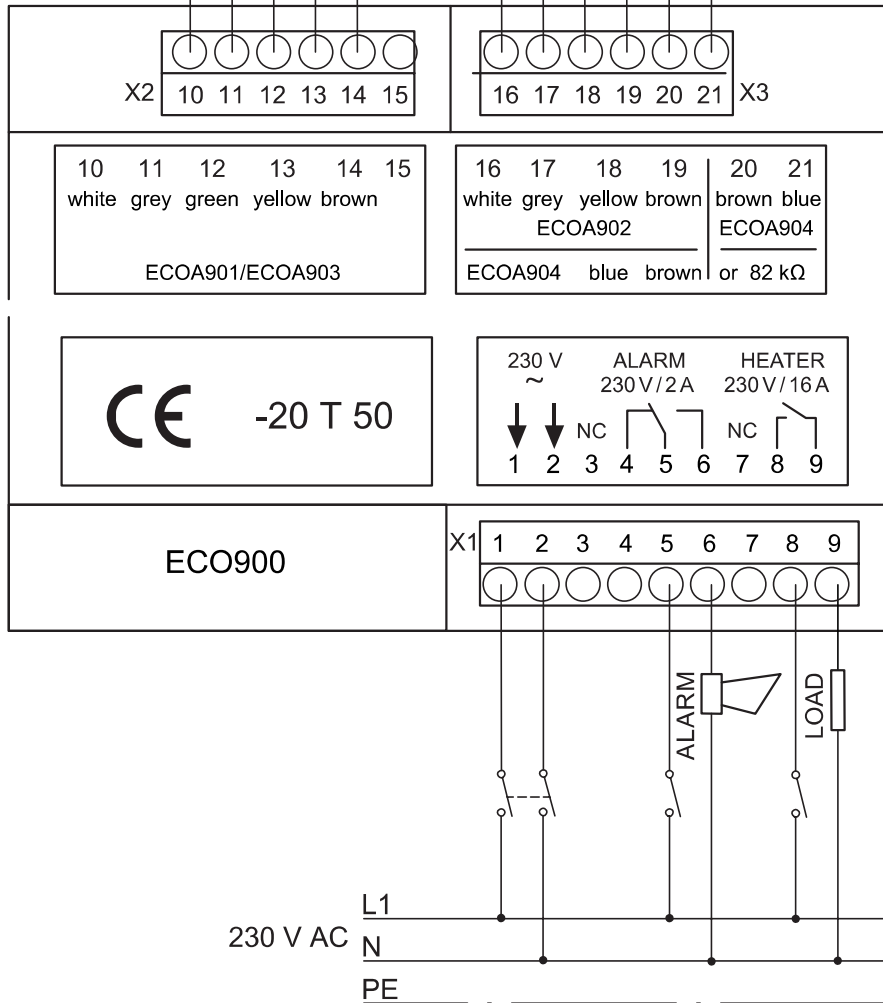 X2 10 11 12 13 14 15
16 17 18 19 20 21 X3
10 11 12 13 14 15
white grey green yellow brown
ECOA901/ECOA903
16 17 18 19 20 21
white grey yellow brown brown blue
ECOA902 ECOA904
ECOA904 blue brown or 82 kΩ
CE -20 T 50
230 V ALARM HEATER
~ 230 V / 2 A 230 V / 16 A
NC NC
1 2 3 4 5 6 7 8 9
ECO900
X1 1 2 3 4 5 6 7 8 9
ALARM
LOAD
L1
230 V AC N
PE